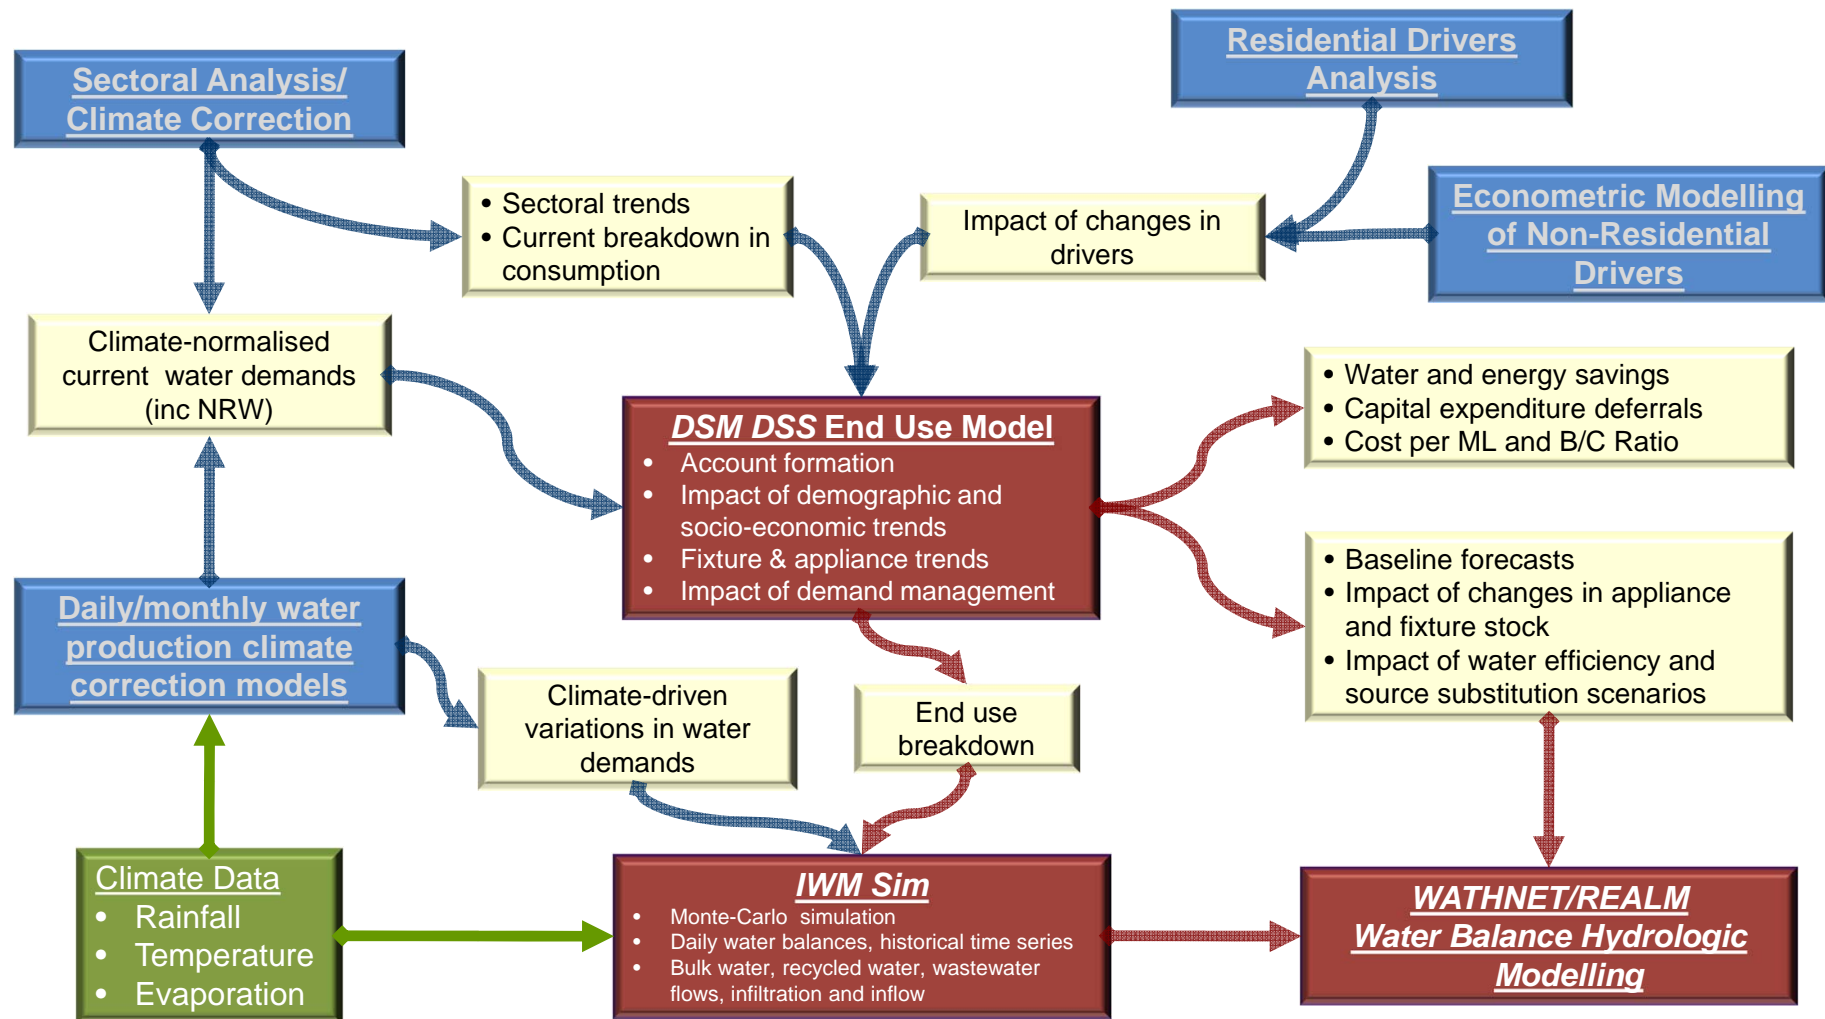 Sectoral Analysis/
Climate Correction
Residential Drivers
Analysis
• Sectoral trends
• Current breakdown in
consumption
Impact of changes in
drivers
Econometric Modelling
of Non-Residential
Drivers
Climate-normalised
current water demands
(inc NRW)
DSM DSS End Use Model
• Account formation
• Impact of demographic and
socio-economic trends
• Fixture & appliance trends
• Impact of demand management
• Water and energy savings
• Capital expenditure deferrals
• Cost per ML and B/C Ratio
Daily/monthly water
production climate
correction models
• Baseline forecasts
• Impact of changes in appliance
and fixture stock
• Impact of water efficiency and
source substitution scenarios
Climate-driven
variations in water
demands
End use
breakdown
Climate Data
• Rainfall
• Temperature
• Evaporation
IWM Sim
• Monte-Carlo simulation
• Daily water balances, historical time series
• Bulk water, recycled water, wastewater
flows, infiltration and inflow
WATHNET/REALM
Water Balance Hydrologic
Modelling